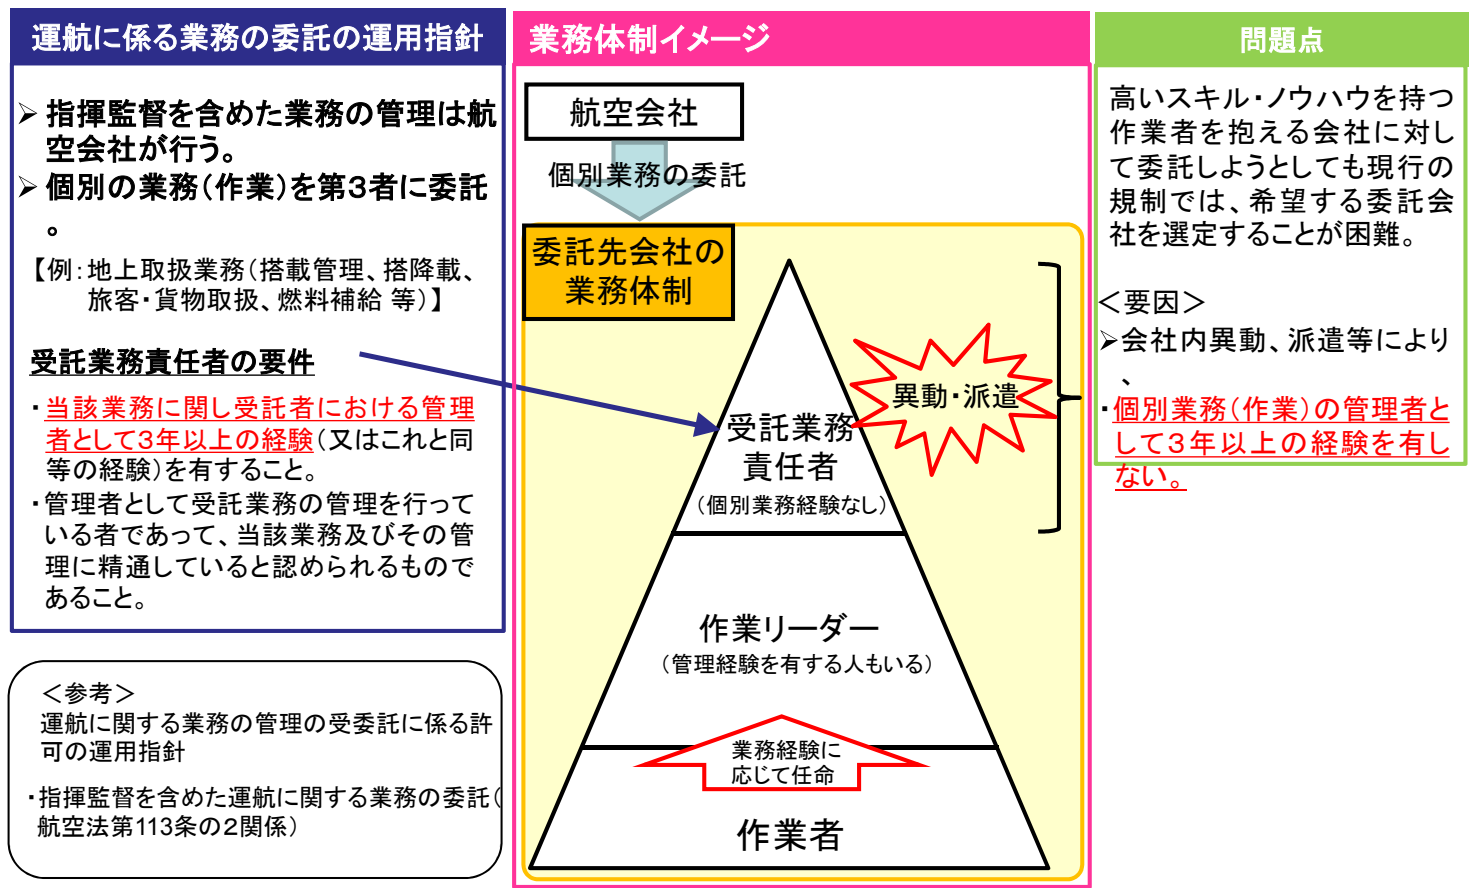 運航に係る業務の委託の運用指針
➢ 指揮監督を含めた業務の管理は航
空会社が行う。
➢ 個別の業務（作業）を第３者に委託
。
【例：地上取扱業務（搭載管理、搭降載、
旅客・貨物取扱、燃料補給 等）】
受託業務責任者の要件
・当該業務に関し受託者における管理
者として３年以上の経験（又はこれと同
等の経験）を有すること。
・管理者として受託業務の管理を行って
いる者であって、当該業務及びその管
理に精通していると認められるもので
あること。
＜参考＞
運航に関する業務の管理の受委託に係る許
可の運用指針
・指揮監督を含めた運航に関する業務の委託（
航空法第113条の２関係）
業務体制イメージ
航空会社
個別業務の委託
委託先会社の
業務体制
異動・派遣
受託業務
責任者
（個別業務経験なし）
作業リーダー
（管理経験を有する人もいる）
業務経験に
応じて任命
作業者
問題点
高いスキル・ノウハウを持つ
作業者を抱える会社に対し
て委託しようとしても現行の
規制では、希望する委託会
社を選定することが困難。
＜要因＞
➢会社内異動、派遣等により
、
・個別業務（作業）の管理者と
して３年以上の経験を有し
ない。